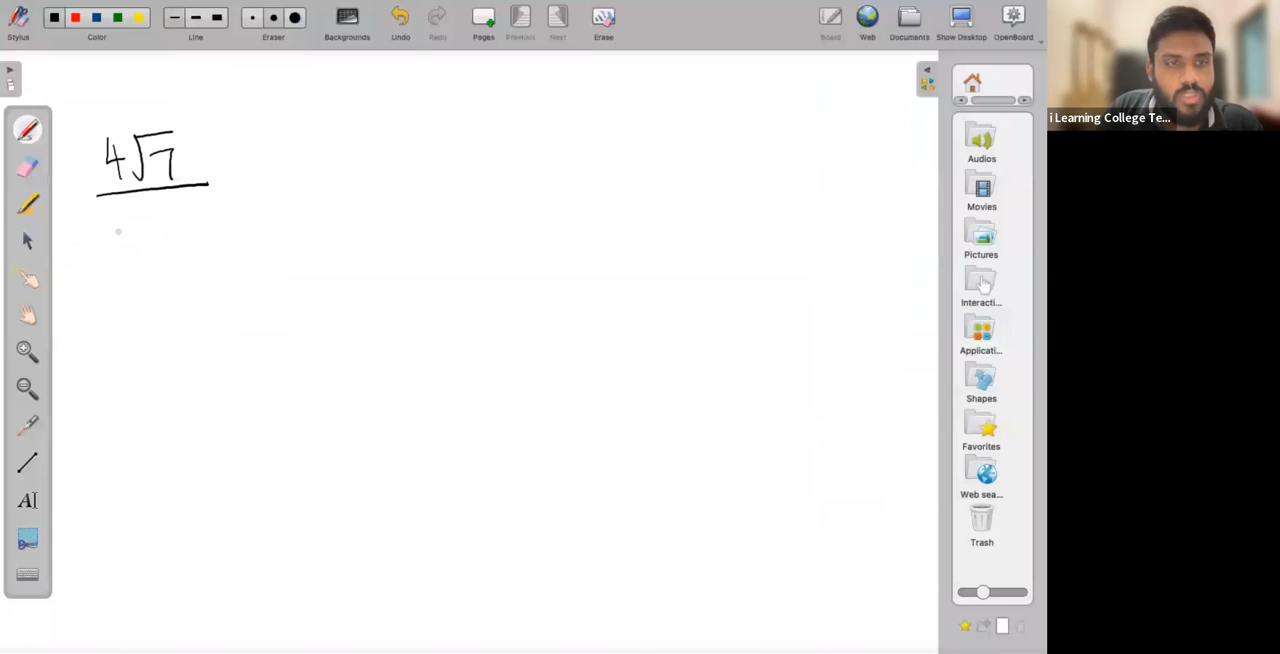 Stylus
Color
Line
Eraser
Backgrounds
Undo
Redo
Pages
Previous
Next
Erase
Board
Web
Documents
Show Desktop
OpenBoard
i Learning College Te...
4√7
Audios
Movies
Pictures
Interacti...
Applicati...
Shapes
Favorites
Web sea...
Trash